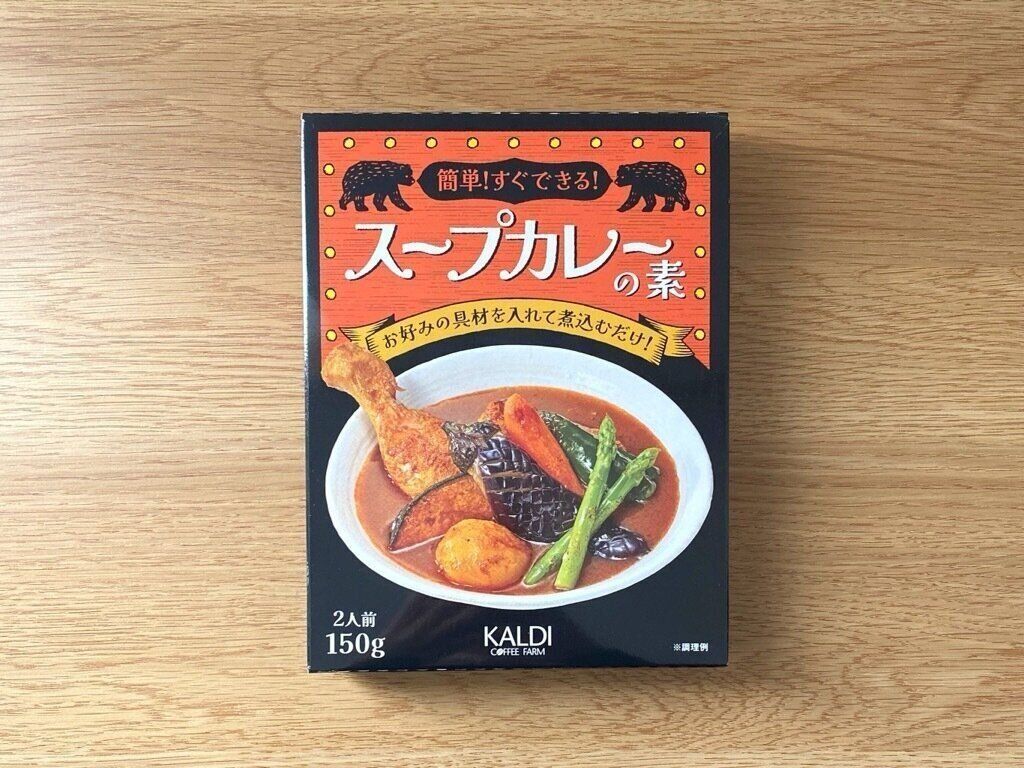 簡単!すぐできる!
スープカレーの素
お好みの具材を入れて煮込むだけ!
2人前
150g
KALDI
COFFEE FARM
※調理例